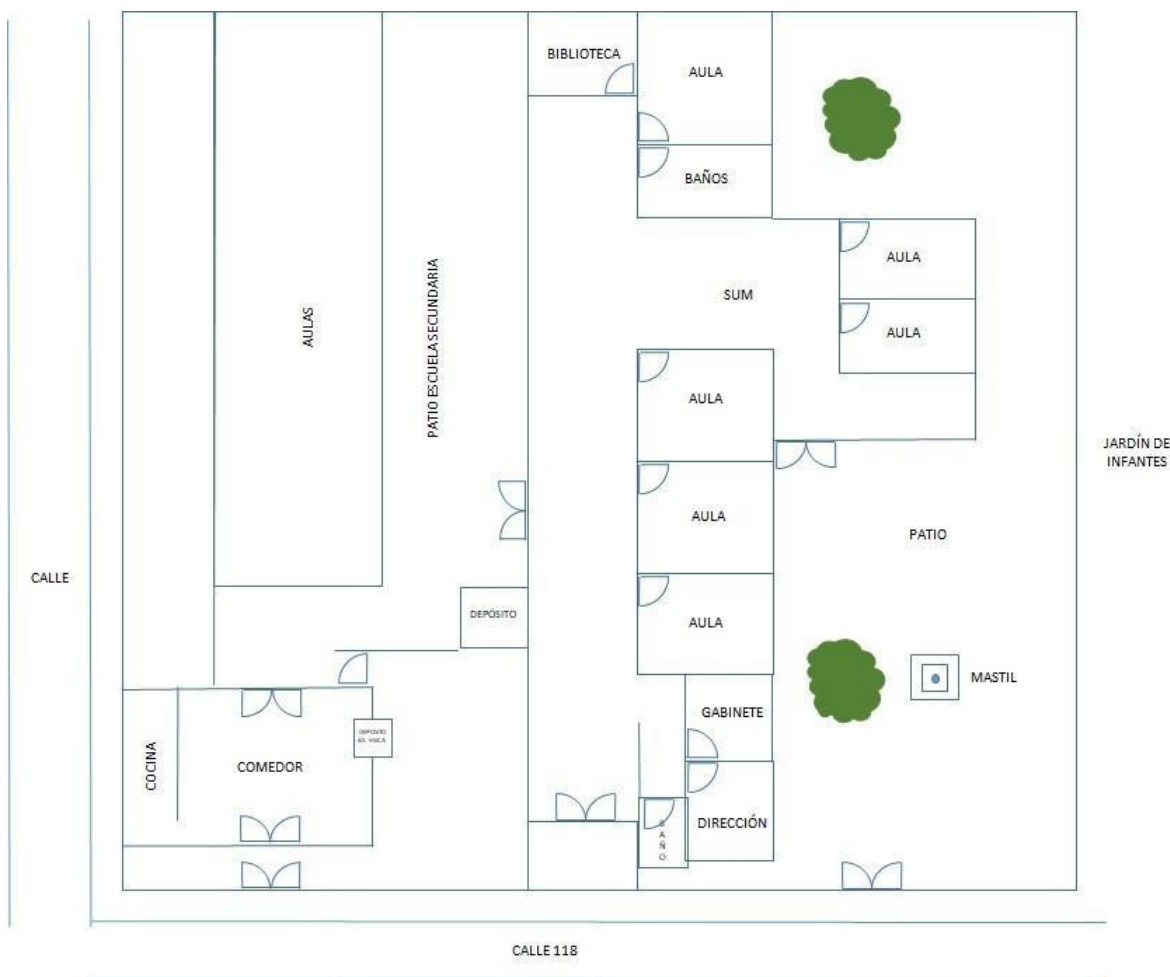 BIBLIOTECA
AULA
BAÑOS
AULA
SUM
AULA
AULAS
PATIO ESCUELA SECUNDARIA
AULA
JARDÍN DE
INFANTES
AULA
PATIO
CALLE
DEPÓSITO
AULA
MASTIL
GABINETE
DEPOSITO
COCINA
COMEDOR
DIRECCIÓN
BAÑO
CALLE 118